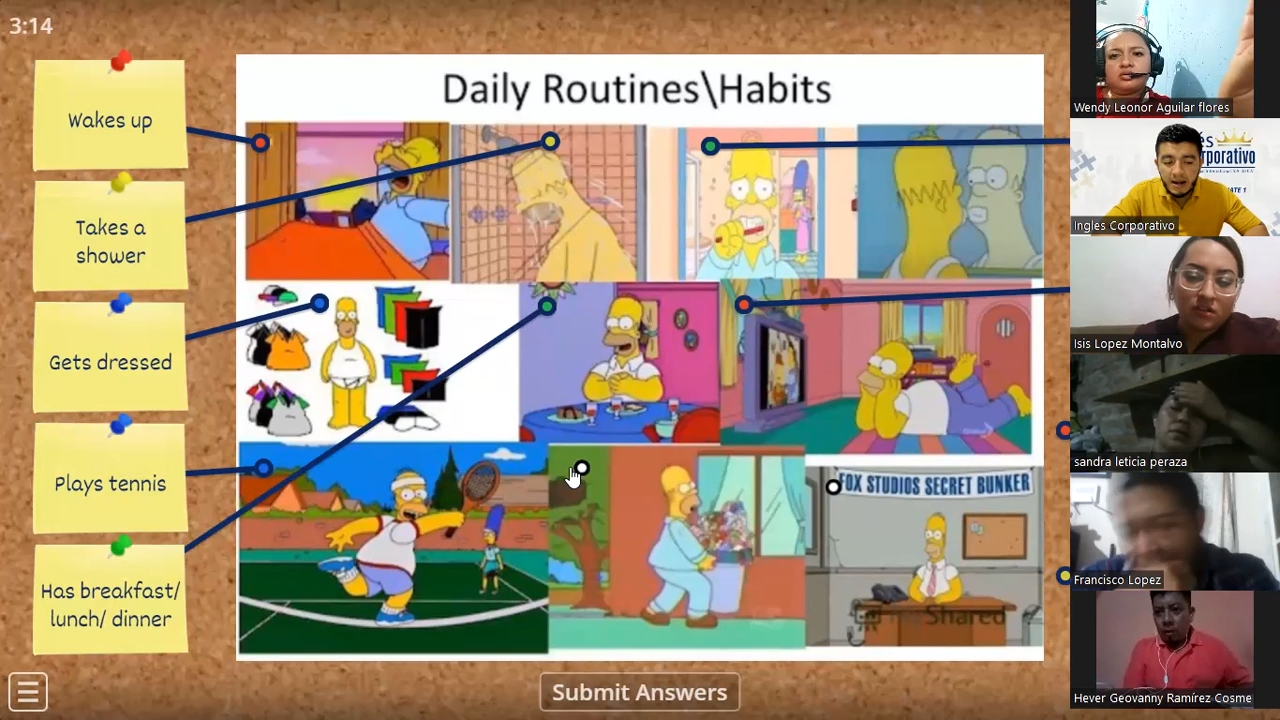 3:14
Daily Routines\Habits
Wakes up
Takes a
shower
Gets dressed
Plays tennis
Has breakfast/
lunch/ dinner
FOX STUDIOS SECRET BUNKER
Shared
Submit Answers
Wendy Leonor Aguilar flores
Ingles Corporativo
Isis Lopez Montalvo
sandra leticia peraza
Francisco Lopez
Hever Geovanny Ramírez Cosme